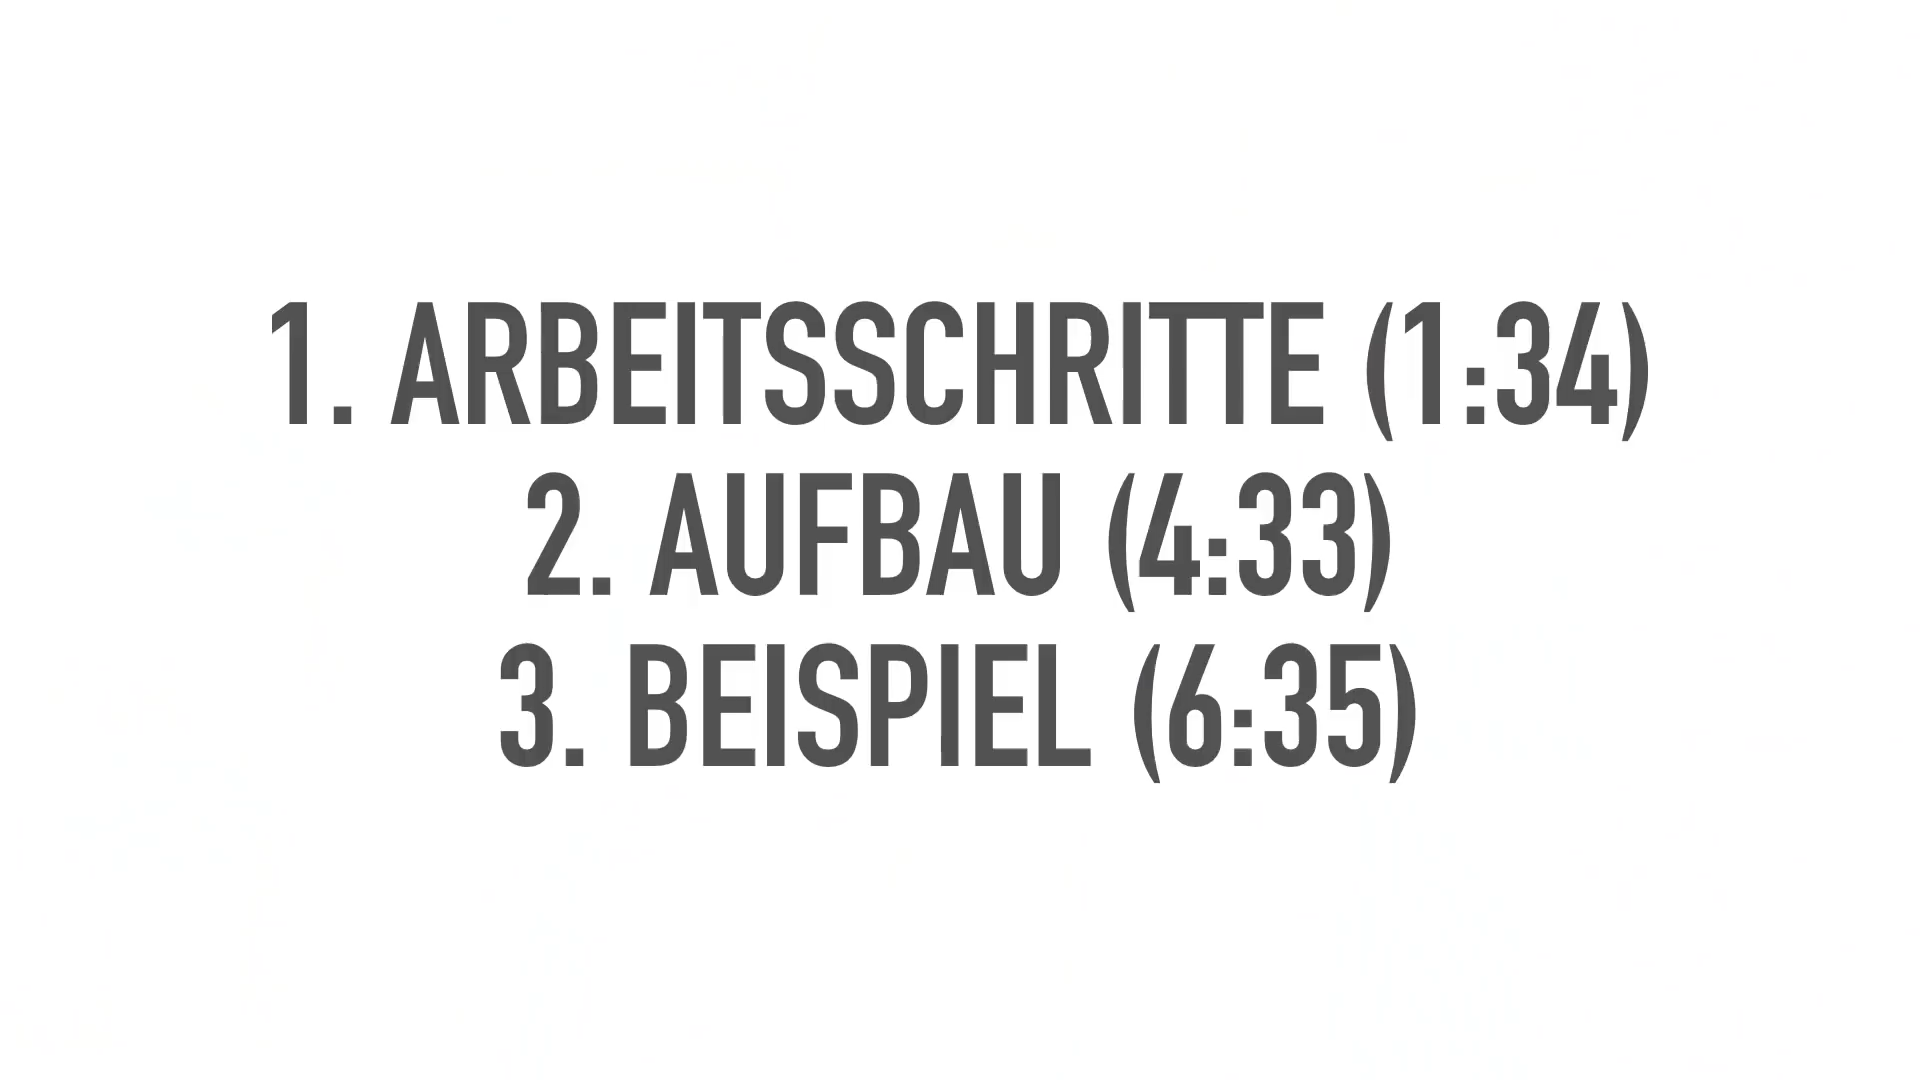 1. ARBEITSSCHRITTE (1:34)
2. AUFBAU (4:33)
3. BEISPIEL (6:35)